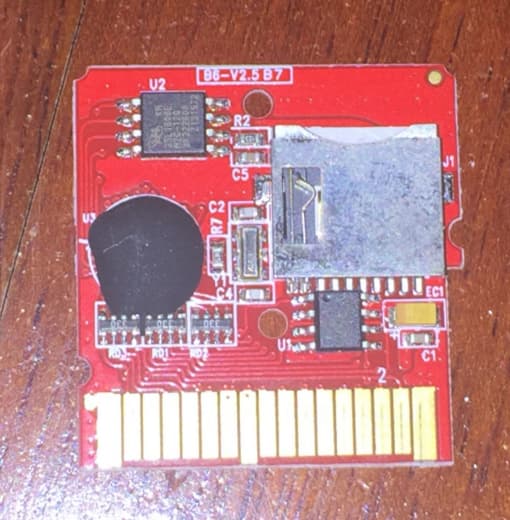 B6-V2.5 B7
U2
R2
J1
C5
U3
C2
R7
Y1
C4
EC1
U1
+
C1
RD3 RD1 RD2
2